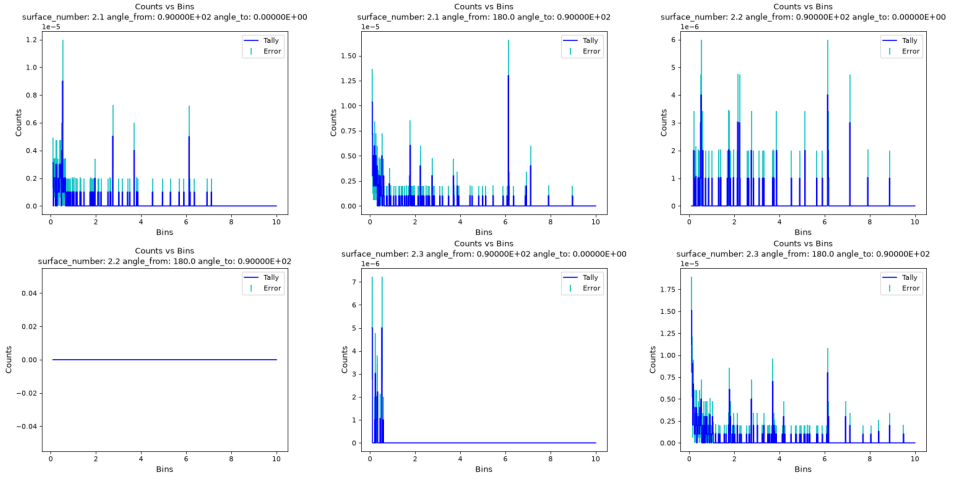 Counts vs Bins
surface_number: 2.1 angle_from: 0.90000E+02 angle_to: 0.00000E+00
1e−5
Tally
Error
1.2
1.0
0.8
0.6
0.4
0.2
0.0
Counts
0 2 4 6 8 10
Bins
Counts vs Bins
surface_number: 2.1 angle_from: 180.0 angle_to: 0.90000E+02
1e−5
Tally
Error
1.50
1.25
1.00
0.75
0.50
0.25
0.00
Counts
0 2 4 6 8 10
Bins
Counts vs Bins
surface_number: 2.2 angle_from: 0.90000E+02 angle_to: 0.00000E+00
1e−6
Tally
Error
6
5
4
3
2
1
0
Counts
0 2 4 6 8 10
Bins
Counts vs Bins
surface_number: 2.2 angle_from: 180.0 angle_to: 0.90000E+02
Tally
Error
0.04
0.02
0.00
−0.02
−0.04
Counts
0 2 4 6 8 10
Bins
Counts vs Bins
surface_number: 2.3 angle_from: 0.90000E+02 angle_to: 0.00000E+00
1e−6
Tally
Error
7
6
5
4
3
2
1
0
Counts
0 2 4 6 8 10
Bins
Counts vs Bins
surface_number: 2.3 angle_from: 180.0 angle_to: 0.90000E+02
1e−5
Tally
Error
1.75
1.50
1.25
1.00
0.75
0.50
0.25
0.00
Counts
0 2 4 6 8 10
Bins